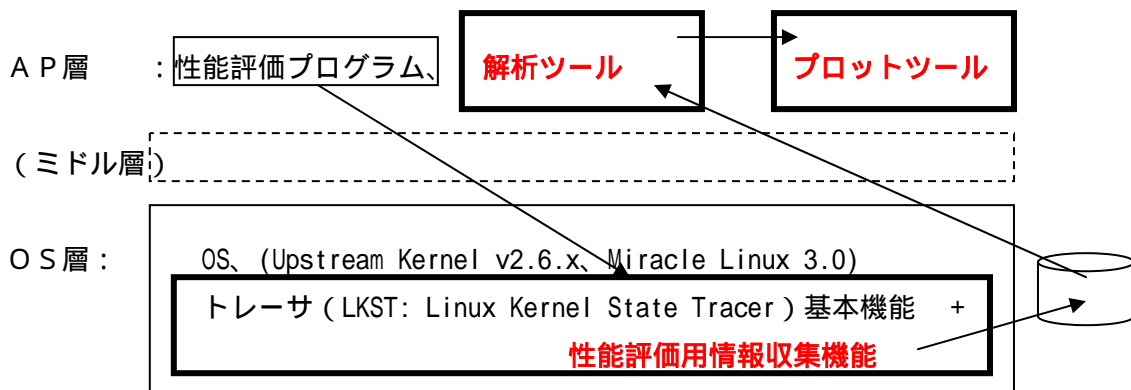 ＡＰ層　：性能評価プログラム、 解析ツール プロットツール
（ミドル層）
ＯＳ層： OS、(Upstream Kernel v2.6.x、Miracle Linux 3.0)
トレーサ（LKST: Linux Kernel State Tracer）基本機能 +
性能評価用情報収集機能